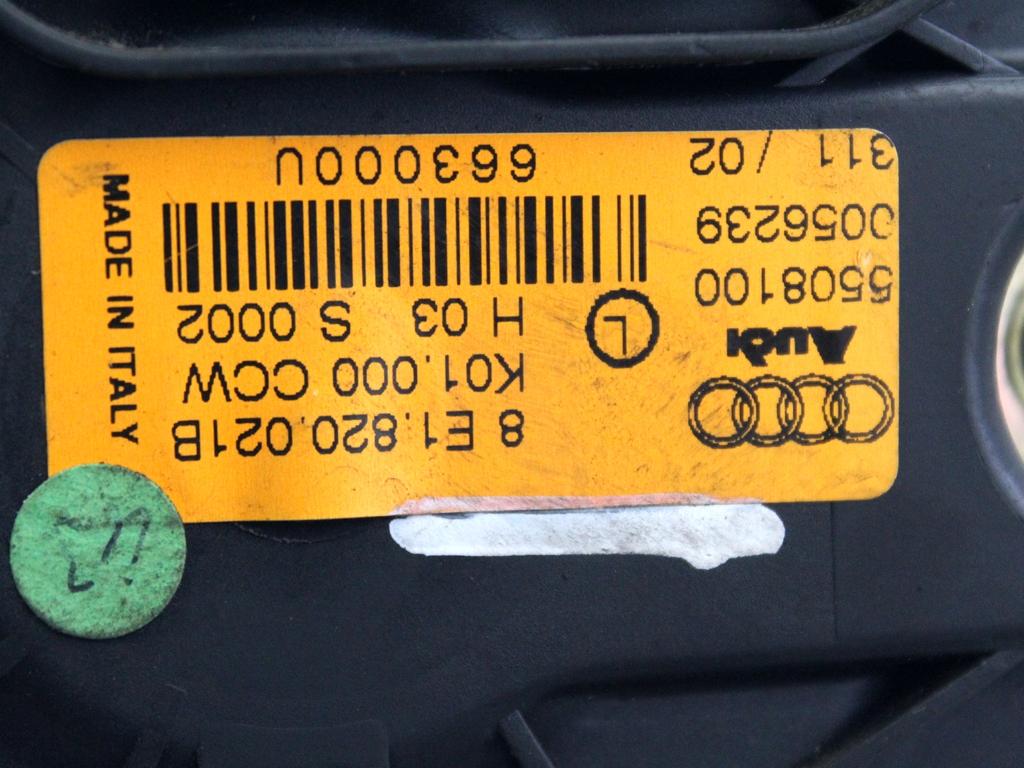 8 E1.820.021B
K01.000 CCW
H 03 S 0002
L
663000U
Audi
5508100
0056239
311 / 02
MADE IN ITALY